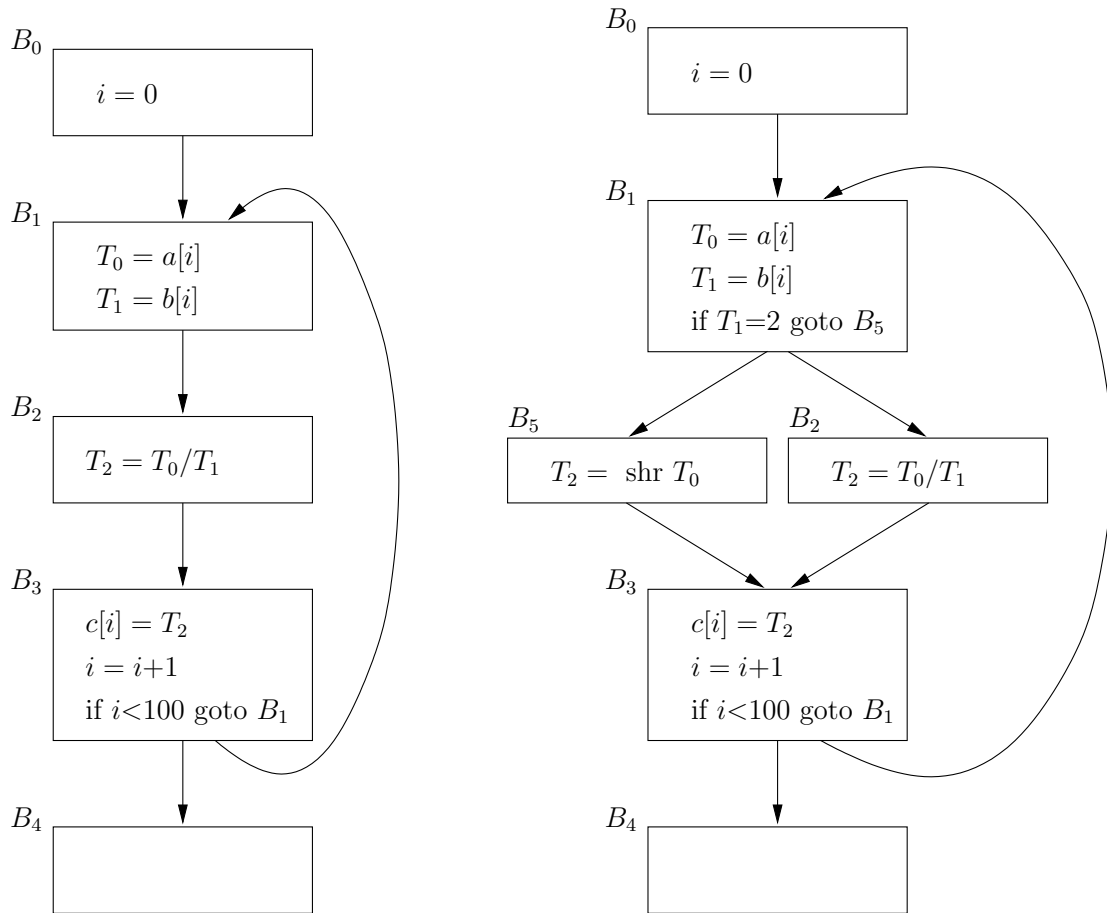 B₀
i = 0
B₁
T₀ = a[i]
T₁ = b[i]
B₂
T₂ = T₀/T₁
B₃
c[i] = T₂
i = i+1
if i<100 goto B₁
B₄
B₀
i = 0
B₁
T₀ = a[i]
T₁ = b[i]
if T₁=2 goto B₅
B₅
T₂ = shr T₀
B₂
T₂ = T₀/T₁
B₃
c[i] = T₂
i = i+1
if i<100 goto B₁
B₄